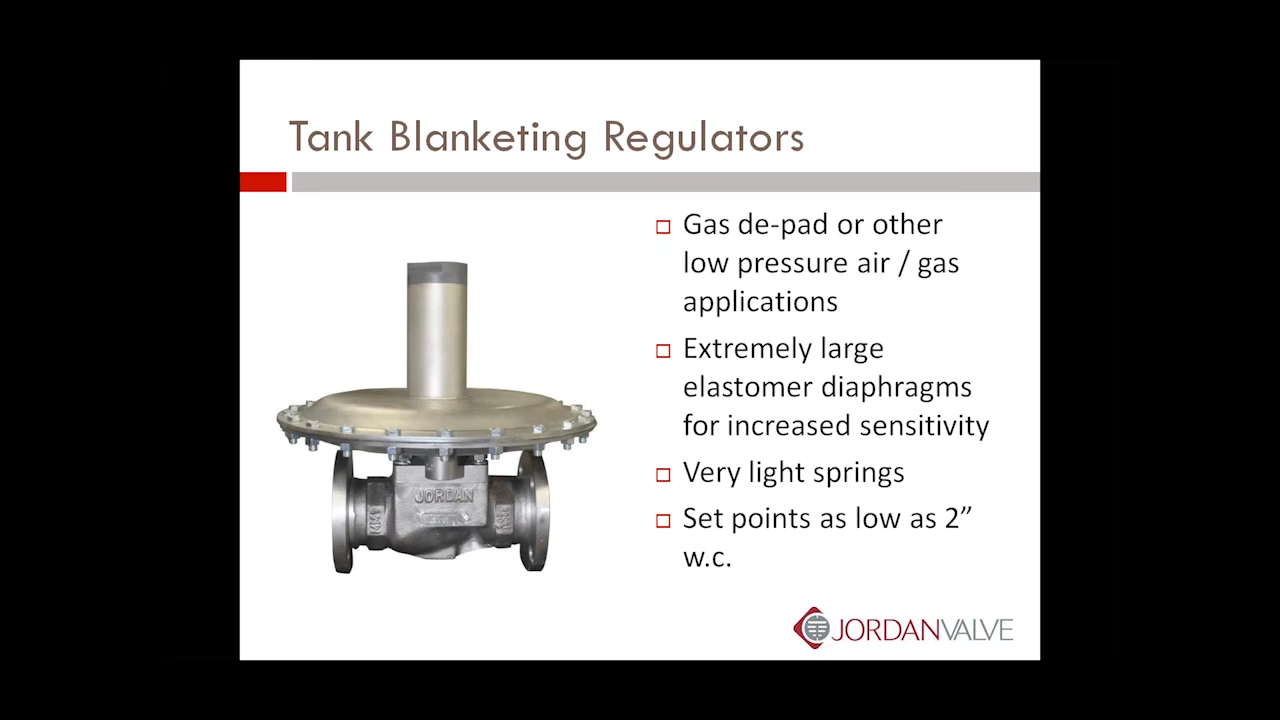 Tank Blanketing Regulators
Gas de-pad or other
low pressure air / gas
applications
Extremely large
elastomer diaphragms
for increased sensitivity
Very light springs
Set points as low as 2”
w.c.
JORDAN
JORDANVALVE